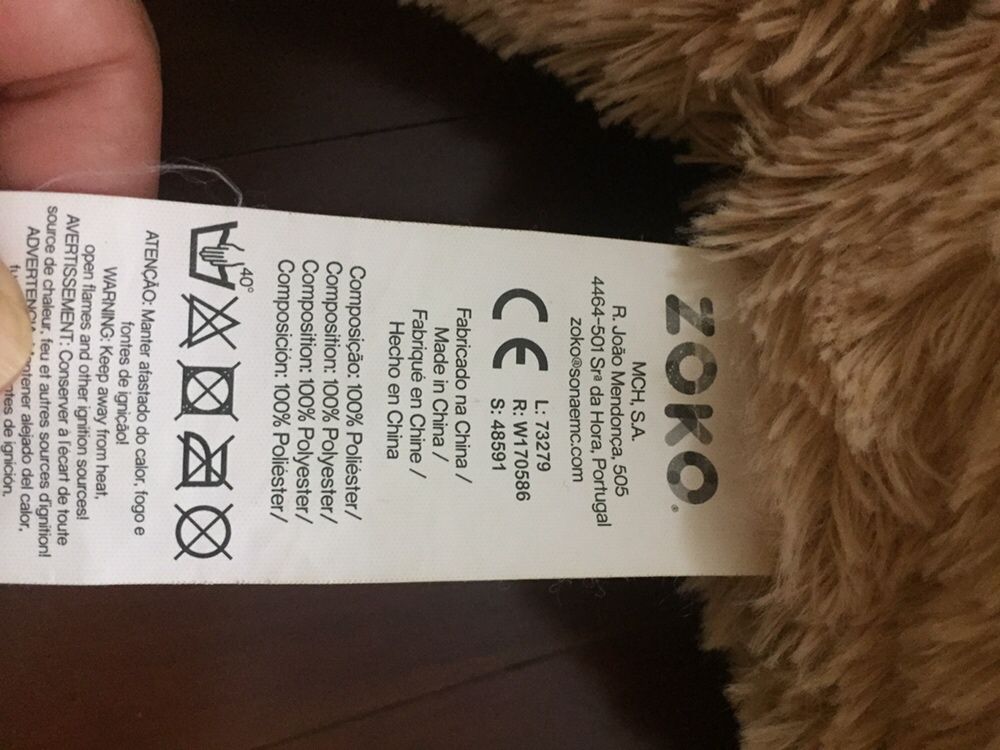 ZOKO®
MCH, S.A.
R. João Mendonça, 505
4464-501 Srª da Hora, Portugal
zoko@sonaemc.com
CE
L: 73279
R: W170586
S: 48591
Fabricado na China /
Made in China /
Fabriqué en Chine /
Hecho en China
Composição: 100% Poliéster/
Composition: 100% Polyester/
Composition: 100% Polyester/
Composición: 100% Poliéster/
40°
ATENÇÃO: Manter afastado do calor, fogo e
fontes de ignição!
WARNING: Keep away from heat,
open flames and other ignition sources!
AVERTISSEMENT: Conserver à l'écart de toute
source de chaleur, feu et autres sources d'ignition!
ADVERTENCIA: Mantener alejado del calor,
de ignición.